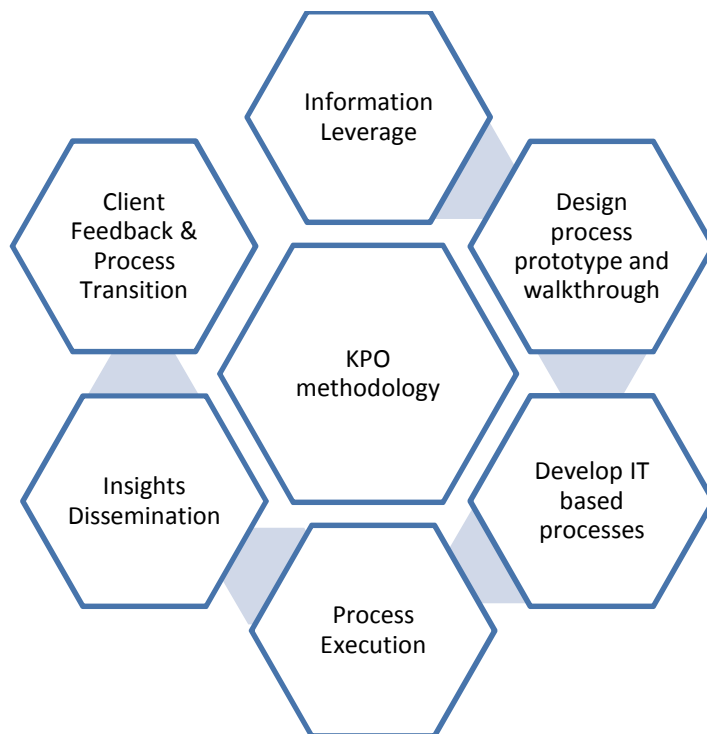 Information
Leverage
Design
process
prototype and
walkthrough
Develop IT
based
processes
Process
Execution
Insights
Dissemination
Client
Feedback &
Process
Transition
KPO
methodology